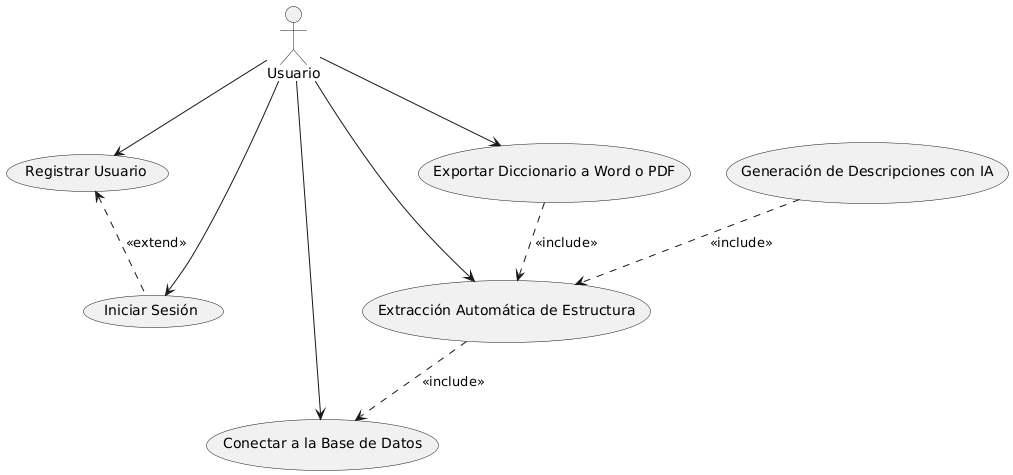 Usuario
Registrar Usuario
Exportar Diccionario a Word o PDF
Generación de Descripciones con IA
«extend»
«include»
«include»
Iniciar Sesión
Extracción Automática de Estructura
«include»
Conectar a la Base de Datos